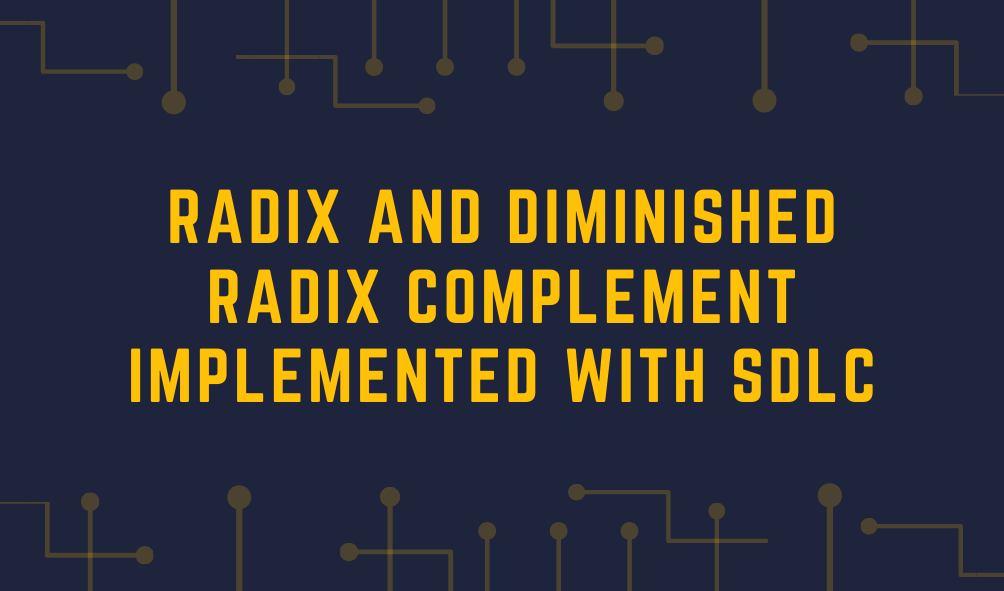 RADIX AND DIMINISHED
RADIX COMPLEMENT
IMPLEMENTED WITH SDLC